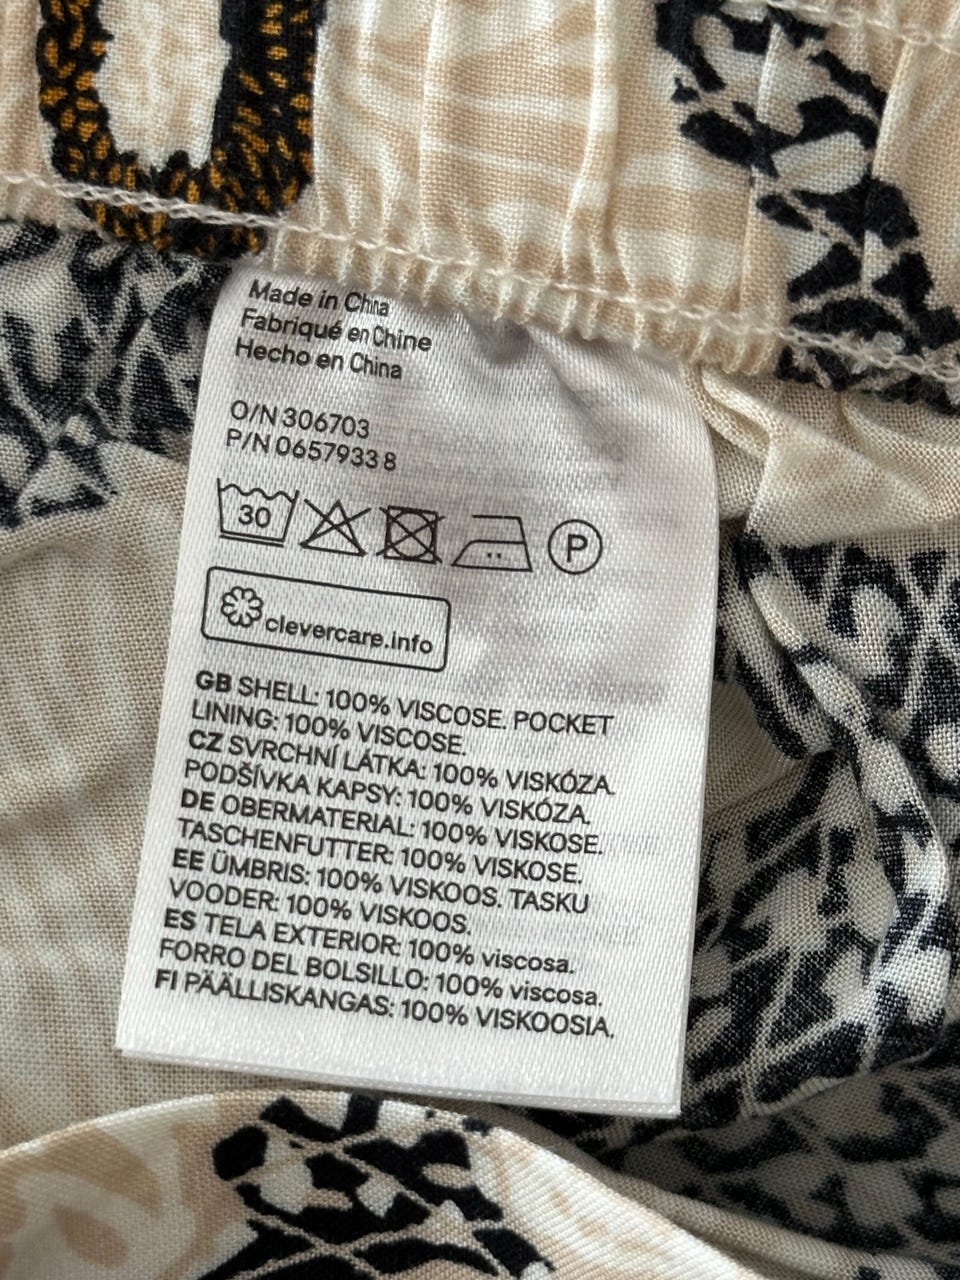 Made in China
Fabriqué en Chine
Hecho en China
O/N 306703
P/N 0657933 8
30
P
clevercare.info
GB SHELL: 100% VISCOSE. POCKET
LINING: 100% VISCOSE.
CZ SVRCHNÍ LÁTKA: 100% VISKÓZA.
PODŠÍVKA KAPSY: 100% VISKÓZA.
DE OBERMATERIAL: 100% VISKOSE.
TASCHENFUTTER: 100% VISKOSE.
EE ÜMBRIS: 100% VISKOOS. TASKU
VOODER: 100% VISKOOS.
ES TELA EXTERIOR: 100% viscosa.
FORRO DEL BOLSILLO: 100% viscosa.
FI PÄÄLLISKANGAS: 100% VISKOOSIA,